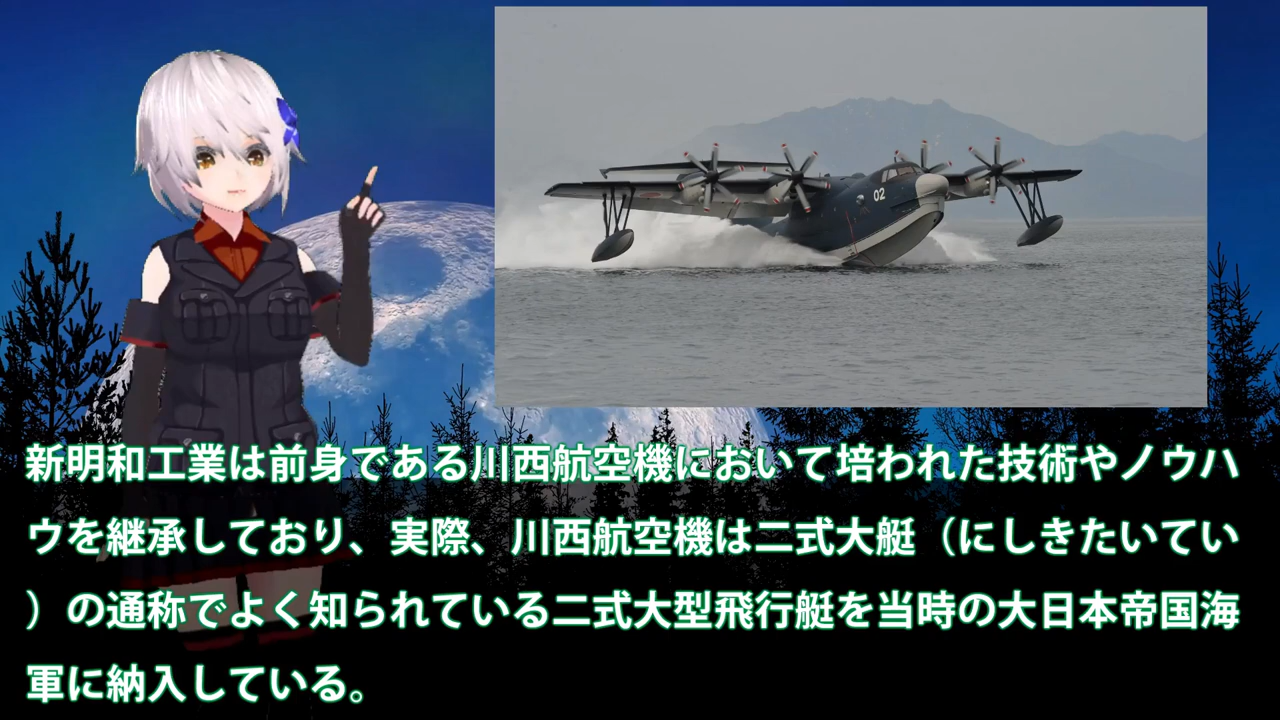 02
新明和工業は前身である川西航空機において培われた技術やノウハ
ウを継承しており、実際、川西航空機は二式大艇（にしきたいてい
）の通称でよく知られている二式大型飛行艇を当時の大日本帝国海
軍に納入している。